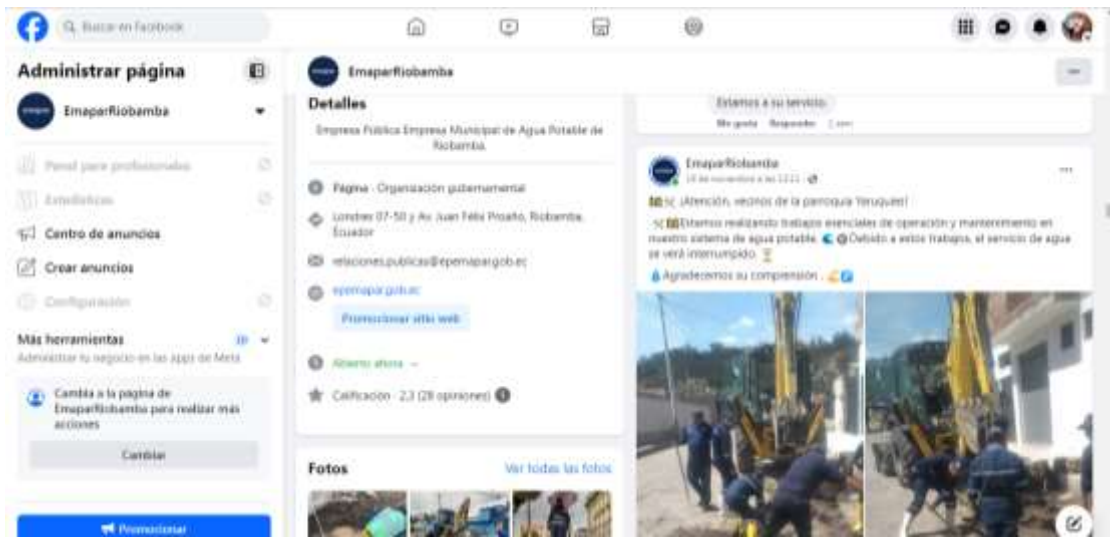 Buscar en Facebook
Administrar página
EmaparRiobamba
Panel para profesionales
Estadísticas
Centro de anuncios
Crear anuncios
Configuración
Más herramientas
Administrar tu negocio en las apps de Meta
Cambia a la pagina de
EmaparRiobamba para realizar más
acciones
Cambiar
Promocionar
EmaparRiobamba
Detalles
Empresa Pública Empresa Municipal de Agua Potable de
Riobamba.
Página · Organización gubernamental
Londres 07-50 y Av. Juan Félix Proaño, Riobamba,
Ecuador
relaciones.publicas@epemapar.gob.ec
epemapar.gob.ec
Promocionar sitio web
Abierto ahora
Calificación · 2,3 (28 opiniones)
Fotos
Ver todas las fotos
Estamos a su servicio.
Me gusta Responder
EmaparRiobamba
de noviembre a las
¡Atención, vecinos de la parroquia Yaruquíes!
Estamos realizando trabajos esenciales de operación y mantenimiento en
nuestro sistema de agua potable. Debido a estos trabajos, el servicio de agua
se verá interrumpido.
Agradecemos su comprensión.